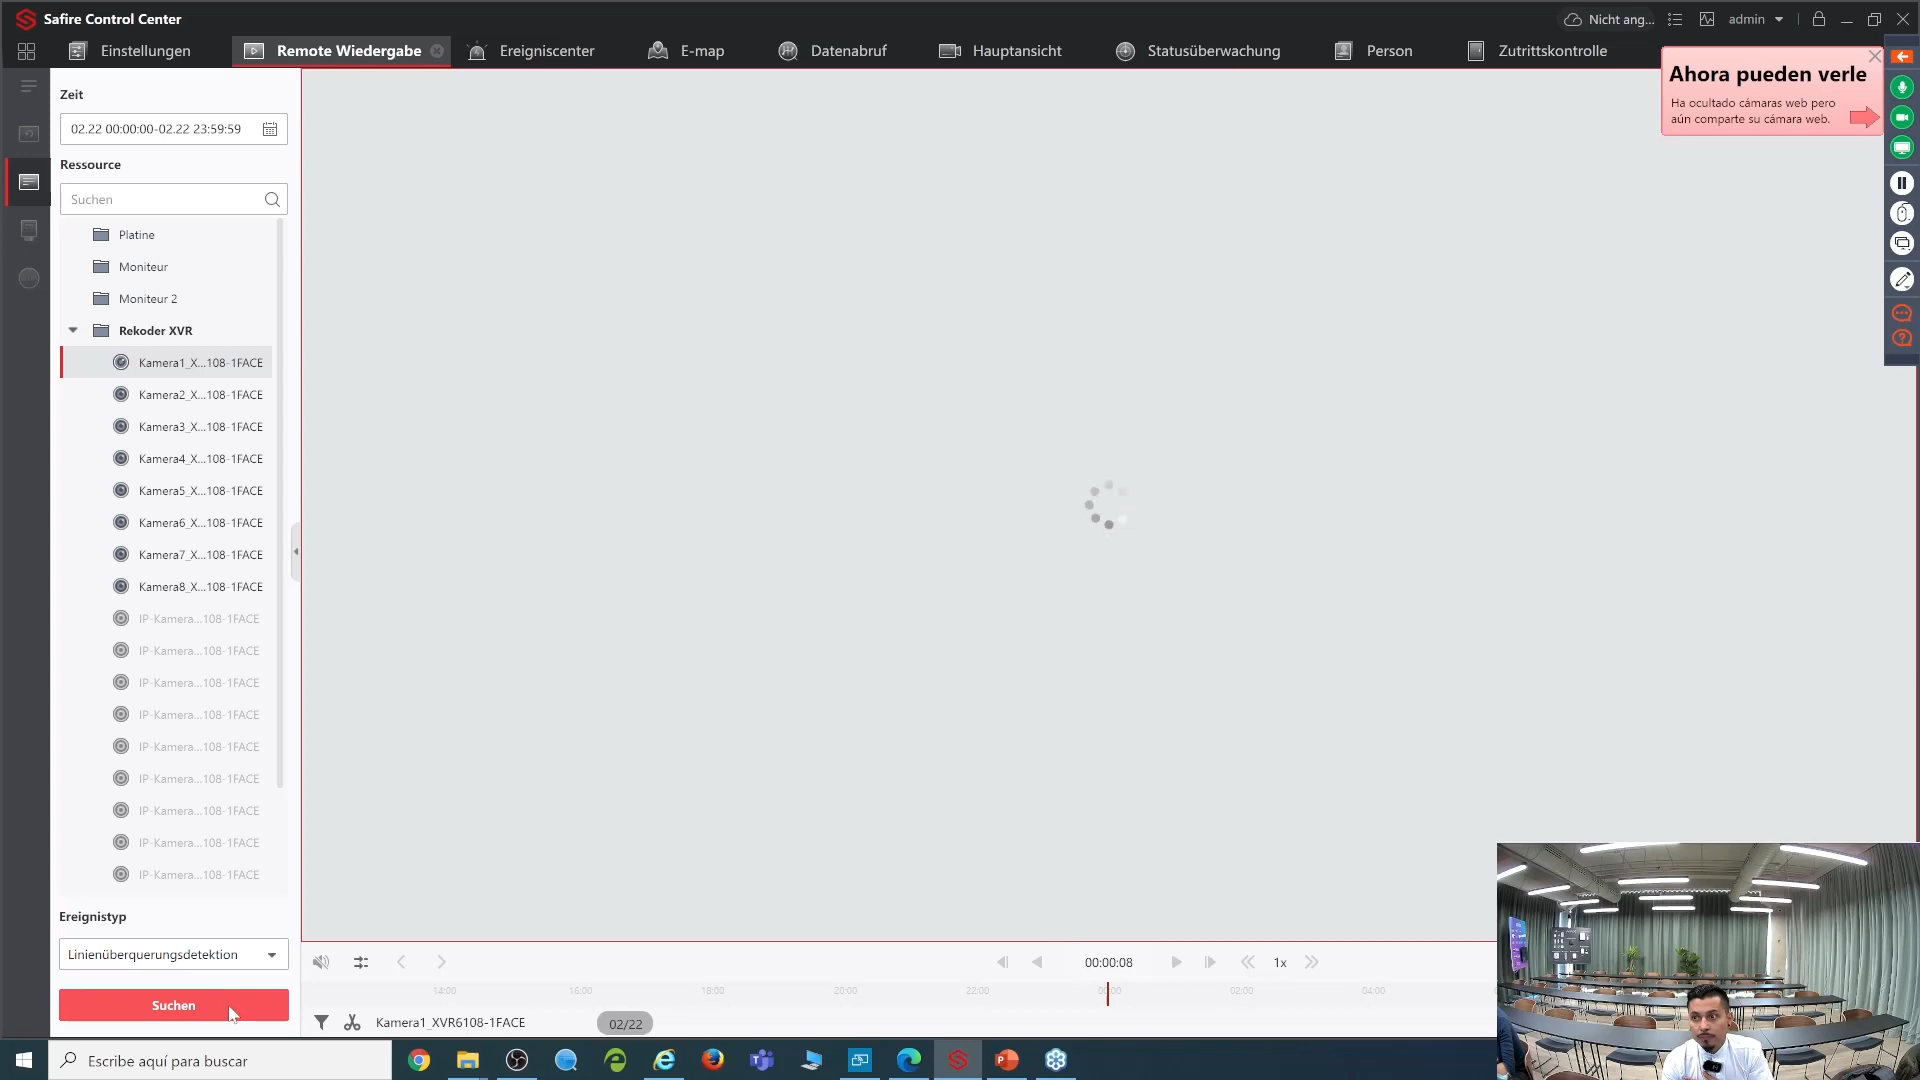 Safire Control Center
Nicht ang...
admin
Einstellungen
Remote Wiedergabe
Ereigniscenter
E-map
Datenabruf
Hauptansicht
Statusüberwachung
Person
Zutrittskontrolle
Ahora pueden verle
Ha ocultado cámaras web pero
aún comparte su cámara web.
Zeit
02.22 00:00:00-02.22 23:59:59
Ressource
Suchen
Platine
Moniteur
Moniteur 2
Rekoder XVR
Kamera1_X...108-1FACE
Kamera2_X...108-1FACE
Kamera3_X...108-1FACE
Kamera4_X...108-1FACE
Kamera5_X...108-1FACE
Kamera6_X...108-1FACE
Kamera7_X...108-1FACE
Kamera8_X...108-1FACE
IP-Kamera...108-1FACE
IP-Kamera...108-1FACE
IP-Kamera...108-1FACE
IP-Kamera...108-1FACE
IP-Kamera...108-1FACE
IP-Kamera...108-1FACE
IP-Kamera...108-1FACE
IP-Kamera...108-1FACE
IP-Kamera...108-1FACE
Ereignistyp
Linienüberquerungsdetektion
Suchen
00:00:08
1x
14:00
16:00
18:00
20:00
22:00
00:00
02:00
04:00
Kamera1_XVR6108-1FACE
02/22
Escribe aquí para buscar